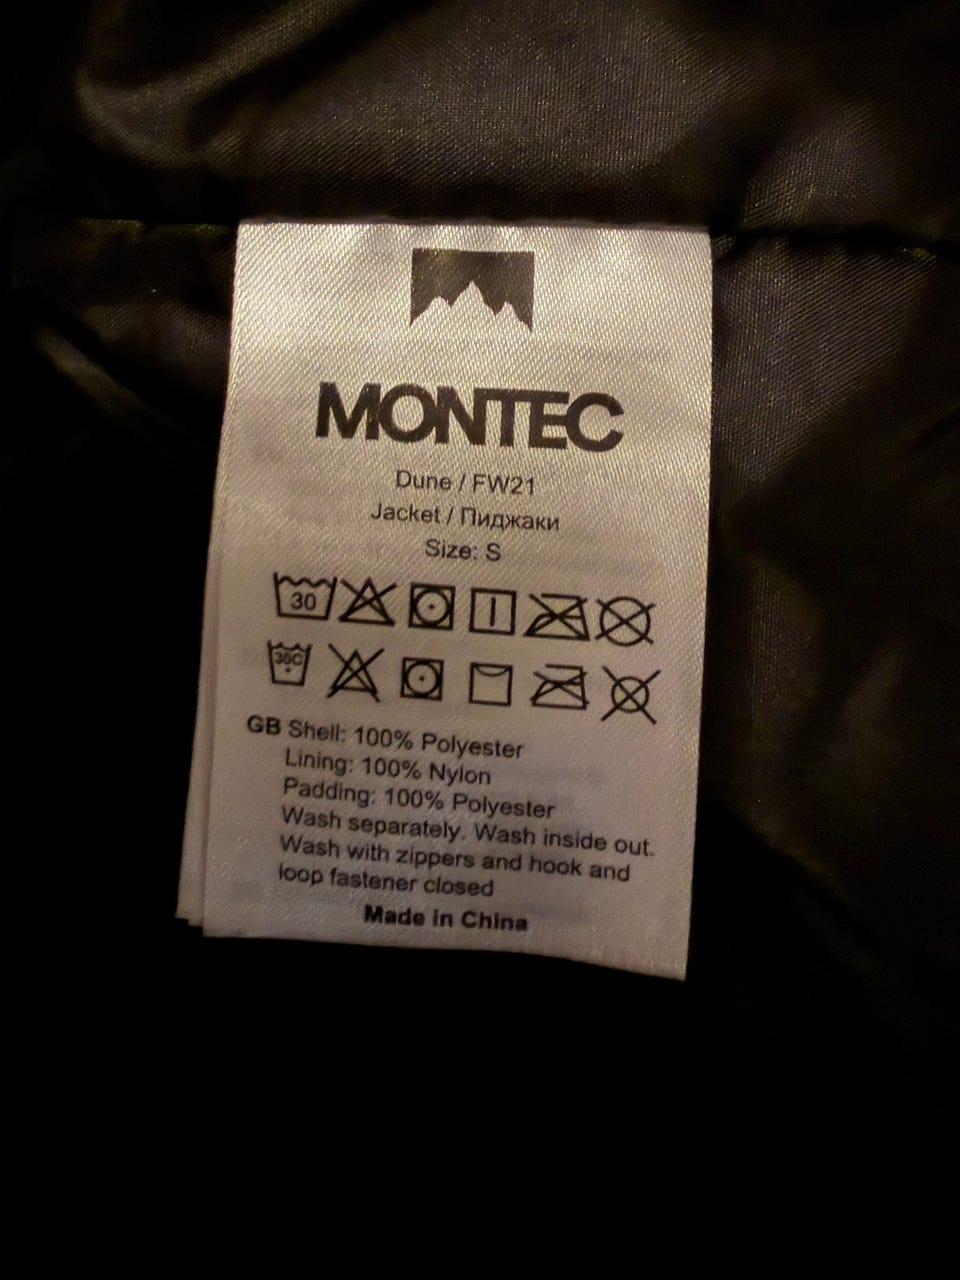 MONTEC
Dune / FW21
Jacket / Пиджаки
Size: S
30
30C
GB Shell: 100% Polyester
Lining: 100% Nylon
Padding: 100% Polyester
Wash separately. Wash inside out.
Wash with zippers and hook and
loop fastener closed
Made in China